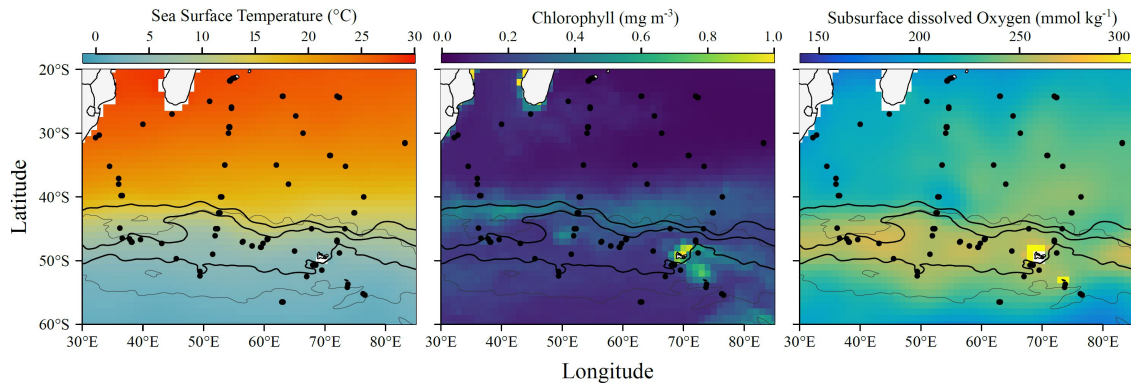 Sea Surface Temperature (°C)
0 5 10 15 20 25 30
Chlorophyll (mg m⁻³)
0.0 0.2 0.4 0.6 0.8 1.0
Subsurface dissolved Oxygen (mmol kg⁻¹)
150 200 250 300
Latitude
20°S
30°S
40°S
50°S
60°S
30°E 40°E 50°E 60°E 70°E 80°E
30°E 40°E 50°E 60°E 70°E 80°E
30°E 40°E 50°E 60°E 70°E 80°E
Longitude